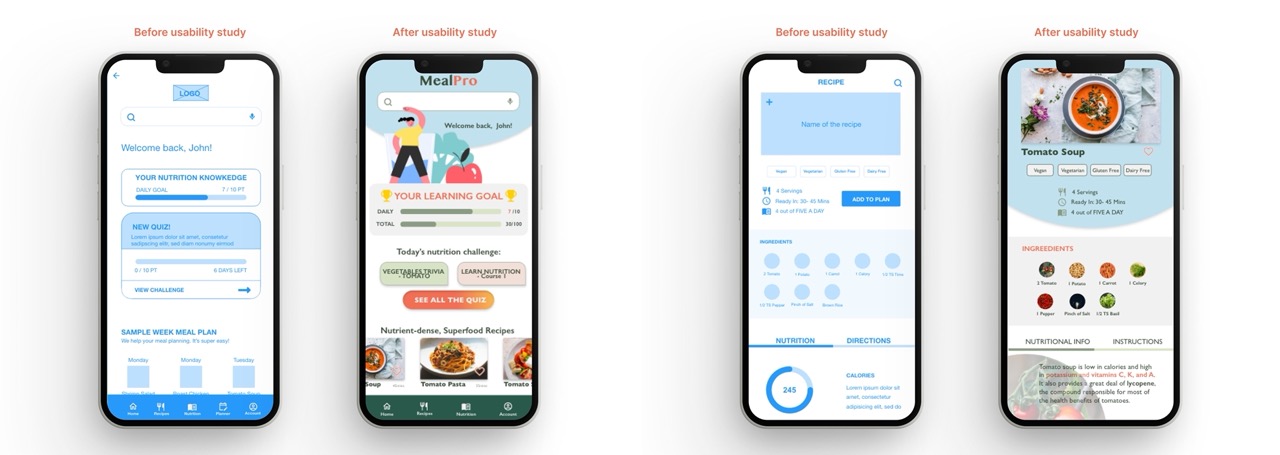 Before usability study
LOGO
Welcome back, John!
YOUR NUTRITION KNOWKEDGE
DAILY GOAL 7 / 10 PT
NEW QUIZ!
Lorem ipsum dolor sit amet, consetetur
sadipscing elitr, sed diam nonumy eirmod
0 / 10 PT 6 DAYS LEFT
VIEW CHALLENGE
SAMPLE WEEK MEAL PLAN
We help your meal planning. It's super easy!
Monday Monday Tuesday
Home Recipes Nutrition Planner Account
After usability study
MealPro
Welcome back, John!
YOUR LEARNING GOAL
DAILY 7 /10
TOTAL 30/100
Today's nutrition challenge:
VEGETABLES TRIVIA LEARN NUTRITION
- TOMATO - Course 1
SEE ALL THE QUIZ
Nutrient-dense, Superfood Recipes
Soup Tomato Pasta Tomato
Home Recipes Nutrition Account
Before usability study
RECIPE
Name of the recipe
Vegan Vegetarian Gluten Free Dairy Free
4 Servings
Ready In: 30- 45 Mins
4 out of FIVE A DAY
ADD TO PLAN
INGREDIENTS
2 Tomato 1 Potato 1 Carrot 1 Celery 1/2 TS Time
1/2 TS Pepper Pinch of Salt Brown Rice
NUTRITION DIRECTIONS
245
CALORIES
Lorem ipsum dolor sit
amet, consectetur
adipiscing elit, sed do
After usability study
Tomato Soup
Vegan Vegetarian Gluten Free Dairy Free
4 Servings
Ready In: 30- 45 Mins
4 out of FIVE A DAY
INGREEDIENTS
2 Tomato 1 Potato 1 Carrot 1 Celery
1 Pepper Pinch of Salt 1/2 TS Basil
NUTRITIONAL INFO INSTRUCTIONS
Tomato soup is low in calories and high
in potassium and vitamins C, K, and A.
It also provides a great deal of lycopene,
the compound responsible for most of
the health benefits of tomatoes.